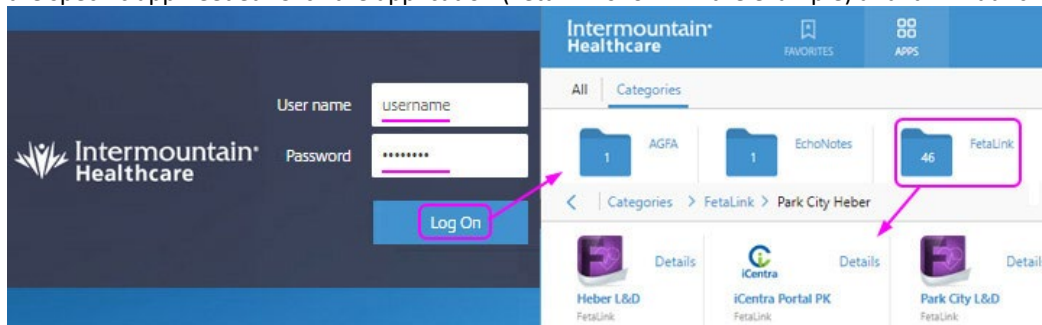 Intermountain®
Healthcare
User name
username
Password
••••••••
Log On
Intermountain®
Healthcare
FAVORITES
APPS
All
Categories
1
AGFA
1
EchoNotes
46
FetaLink
< Categories > FetaLink > Park City Heber
Details
iCentra
Details
Detail
Heber L&D
iCentra Portal PK
Park City L&D
FetaLink
FetaLink
FetaLink